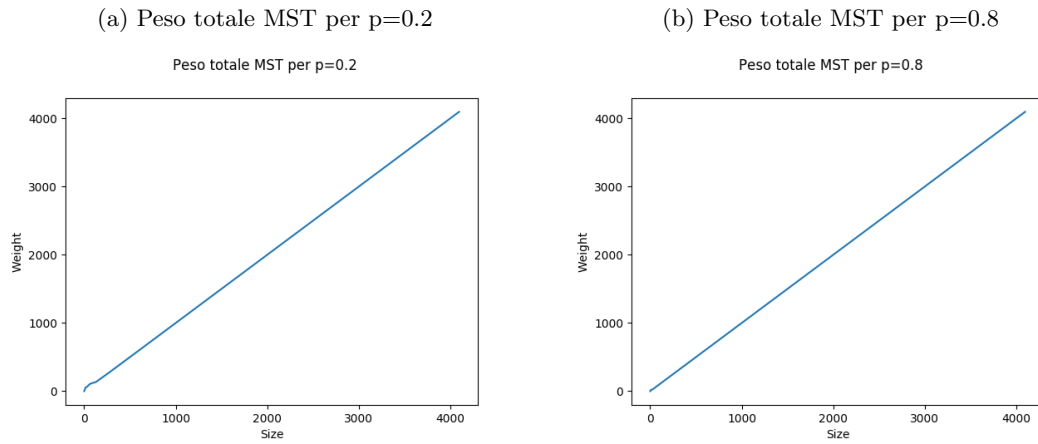 (a) Peso totale MST per p=0.2
Peso totale MST per p=0.2
4000
3000
2000
1000
0
Weight
0 1000 2000 3000 4000
Size
(b) Peso totale MST per p=0.8
Peso totale MST per p=0.8
4000
3000
2000
1000
0
Weight
0 1000 2000 3000 4000
Size